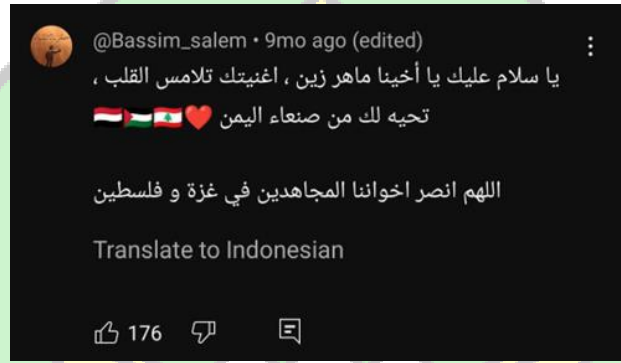 @Bassim_salem • 9mo ago (edited)
يا سلام عليك يا أخينا ماهر زين ، اغنيتك تلامس القلب ،
تحيه لك من صنعاء اليمن ❤️🇱🇧🇵🇸🇾🇪
اللهم انصر اخواننا المجاهدين في غزة و فلسطين
Translate to Indonesian
176